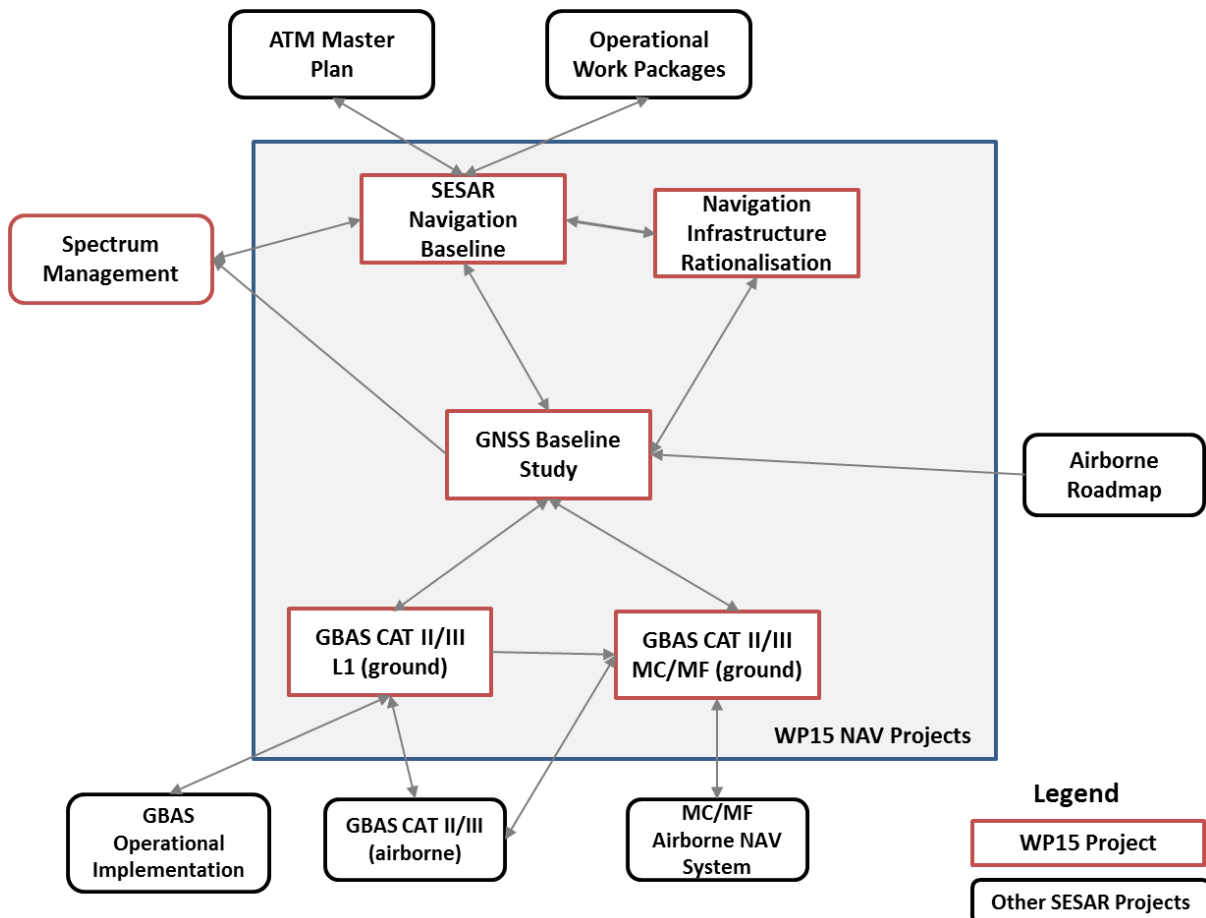 ATM Master
Plan
Operational
Work Packages
SESAR
Navigation
Baseline
Navigation
Infrastructure
Rationalisation
Spectrum
Management
GNSS Baseline
Study
Airborne
Roadmap
GBAS CAT II/III
L1 (ground)
GBAS CAT II/III
MC/MF (ground)
WP15 NAV Projects
GBAS
Operational
Implementation
GBAS CAT II/III
(airborne)
MC/MF
Airborne NAV
System
Legend
WP15 Project
Other SESAR Projects